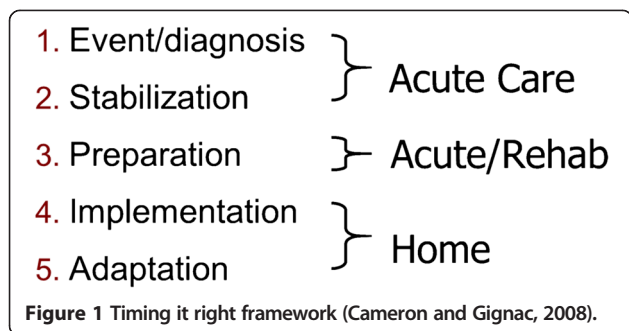 1. Event/diagnosis
2. Stabilization
Acute Care
3. Preparation
Acute/Rehab
4. Implementation
5. Adaptation
Home
Figure 1 Timing it right framework (Cameron and Gignac, 2008).